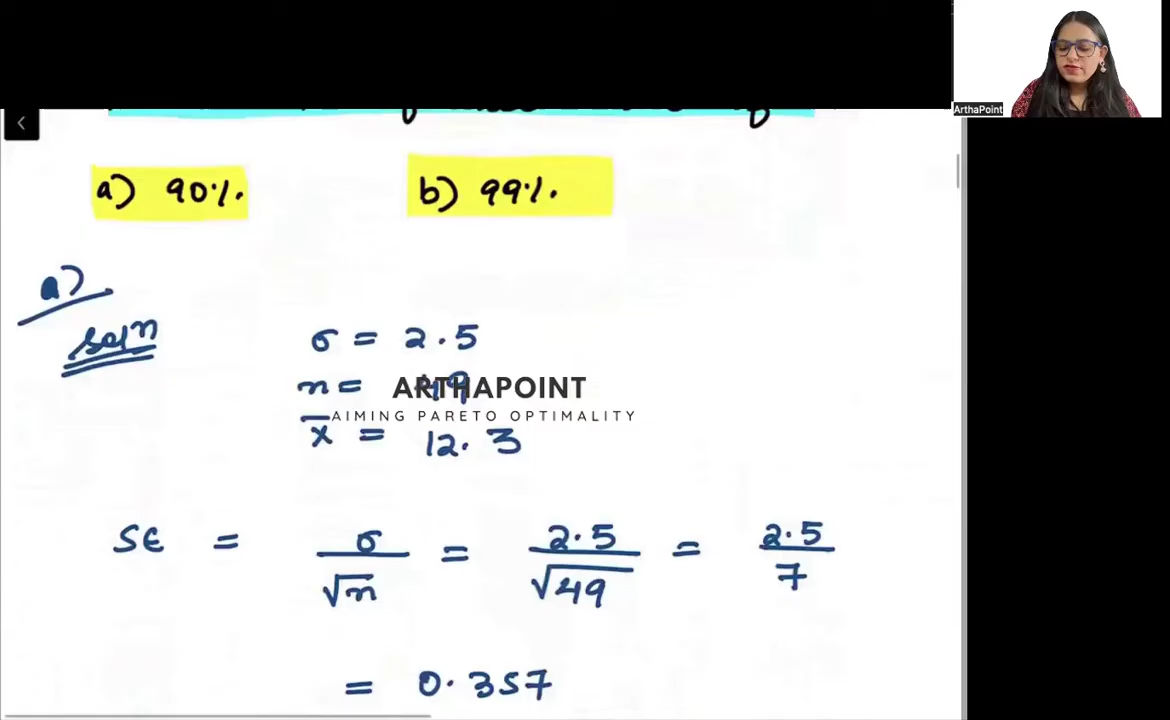 ArthaPoint
a) 90%. b) 99%.
a)
Soln
σ = 2.5
n = 49
ARTHAPOINT
AIMING PARETO OPTIMALITY
x̄ = 12.3
SE = σ/√n = 2.5/√49 = 2.5/7
= 0.357